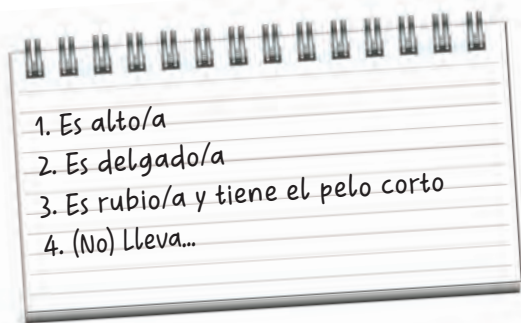 1. Es alto/a
2. Es delgado/a
3. Es rubio/a y tiene el pelo corto
4. (No) Lleva...